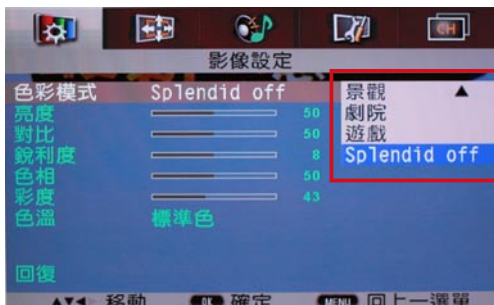 CH
影像設定
色彩模式 Splendid off
亮度 50
對比 50
銳利度 8
色相 50
彩度 43
色溫 標準色
回復
景觀
劇院
遊戲
Splendid off
移動 OK 確定 MENU 回上一選單